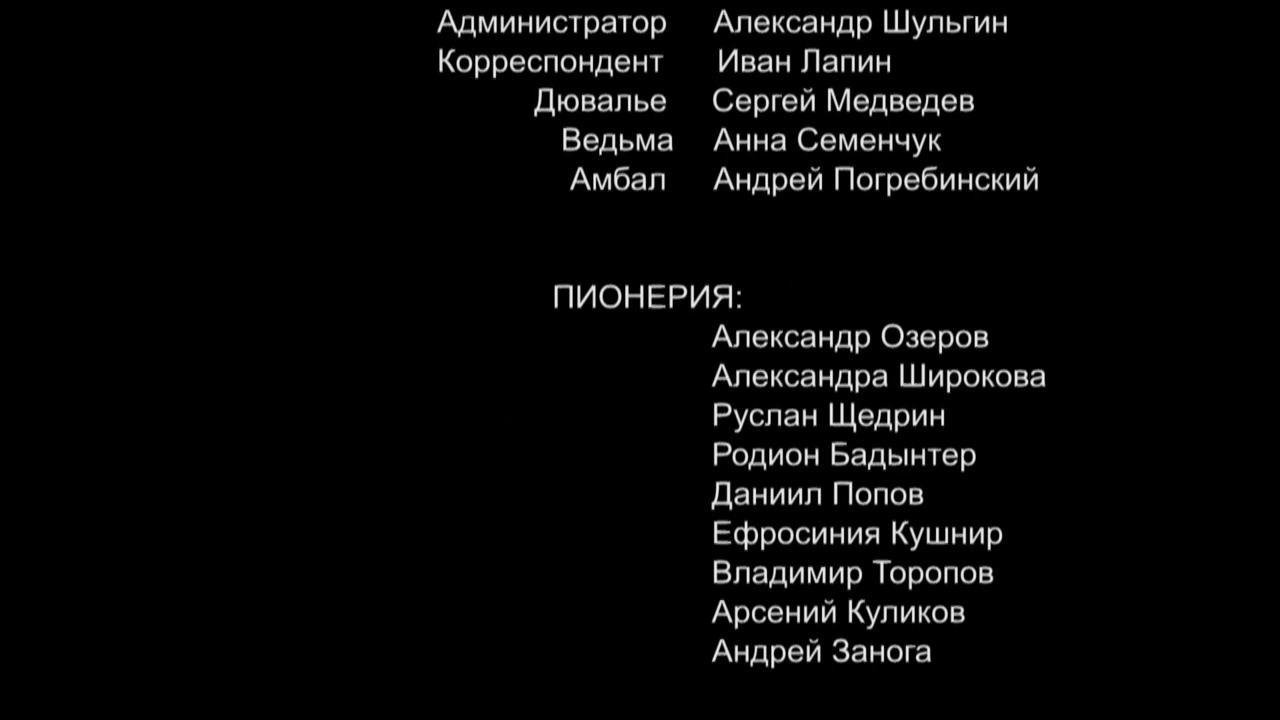 Администратор Александр Шульгин
Корреспондент Иван Лапин
Дювалье Сергей Медведев
Ведьма Анна Семенчук
Амбал Андрей Погребинский
ПИОНЕРИЯ:
Александр Озеров
Александра Широкова
Руслан Щедрин
Родион Бадынтер
Даниил Попов
Ефросиния Кушнир
Владимир Торопов
Арсений Куликов
Андрей Занога